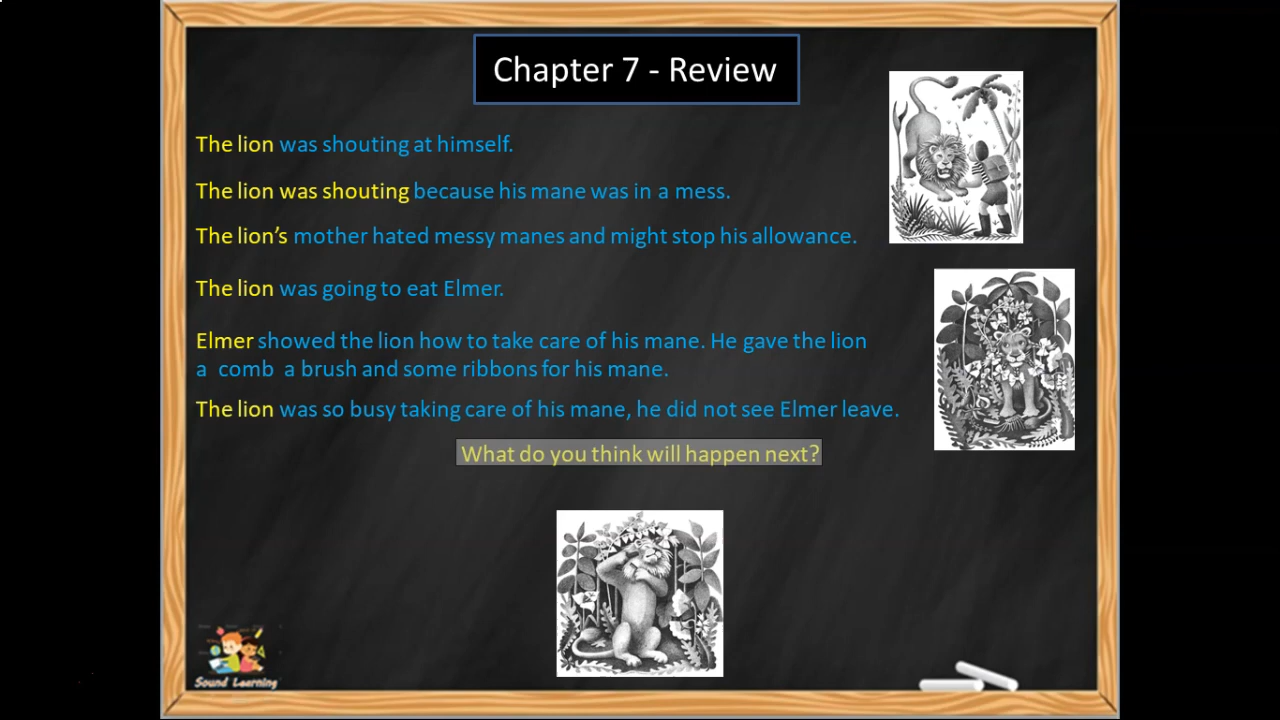 Chapter 7 - Review
The lion was shouting at himself.
The lion was shouting because his mane was in a mess.
The lion's mother hated messy manes and might stop his allowance.
The lion was going to eat Elmer.
Elmer showed the lion how to take care of his mane. He gave the lion
a comb a brush and some ribbons for his mane.
The lion was so busy taking care of his mane, he did not see Elmer leave.
What do you think will happen next?
Sound Learning